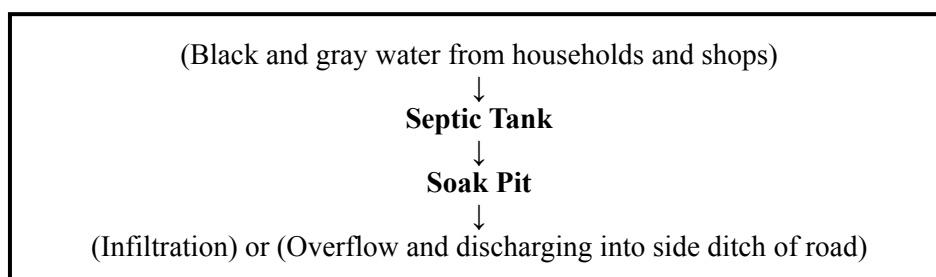 (Black and gray water from households and shops)
↓
Septic Tank
↓
Soak Pit
↓
(Infiltration) or (Overflow and discharging into side ditch of road)